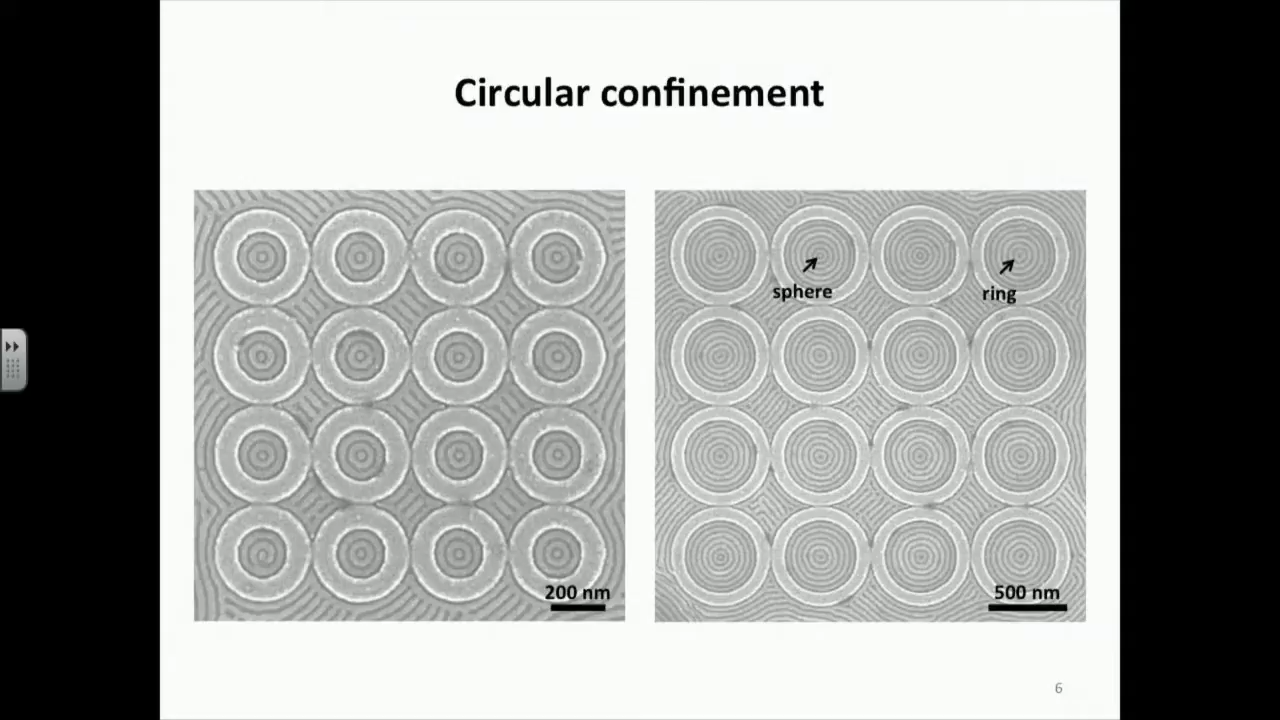 Circular confinement
sphere
ring
200 nm
500 nm
6